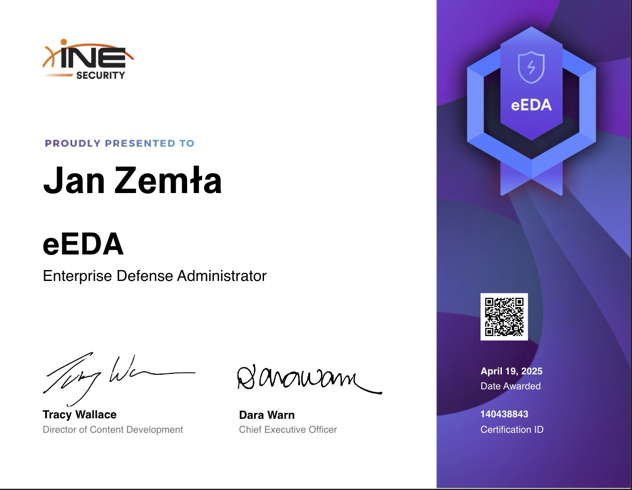 iNE
SECURITY
PROUDLY PRESENTED TO
Jan Zemła
eEDA
Enterprise Defense Administrator
Tracy Wallace
Director of Content Development
Dara Warn
Chief Executive Officer
eEDA
April 19, 2025
Date Awarded
140438843
Certification ID